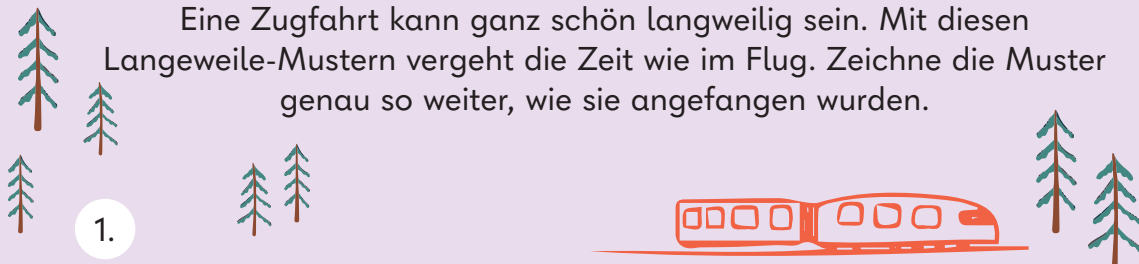 Eine Zugfahrt kann ganz schön langweilig sein. Mit diesen
Langeweile-Mustern vergeht die Zeit wie im Flug. Zeichne die Muster
genau so weiter, wie sie angefangen wurden.
1.